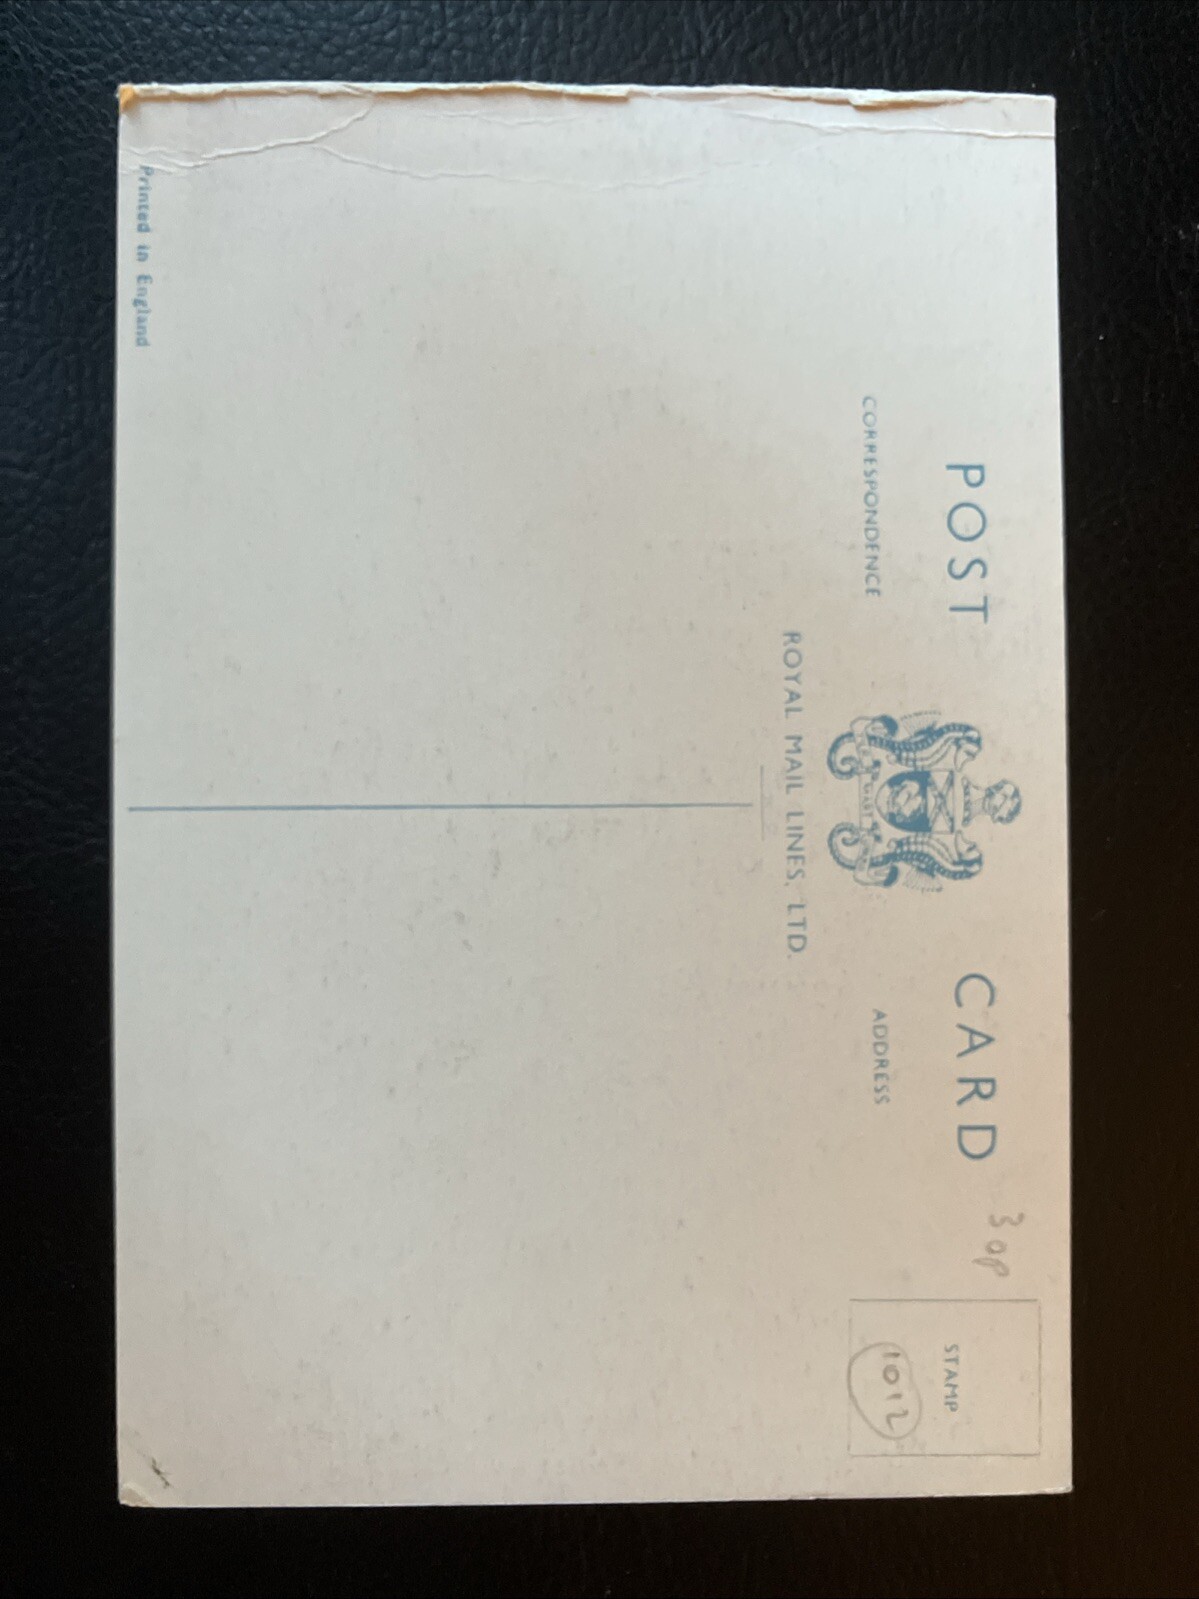 POST CARD
30p
CORRESPONDENCE
ADDRESS
STAMP
1012
ROYAL MAIL LINES, LTD.
Printed in England